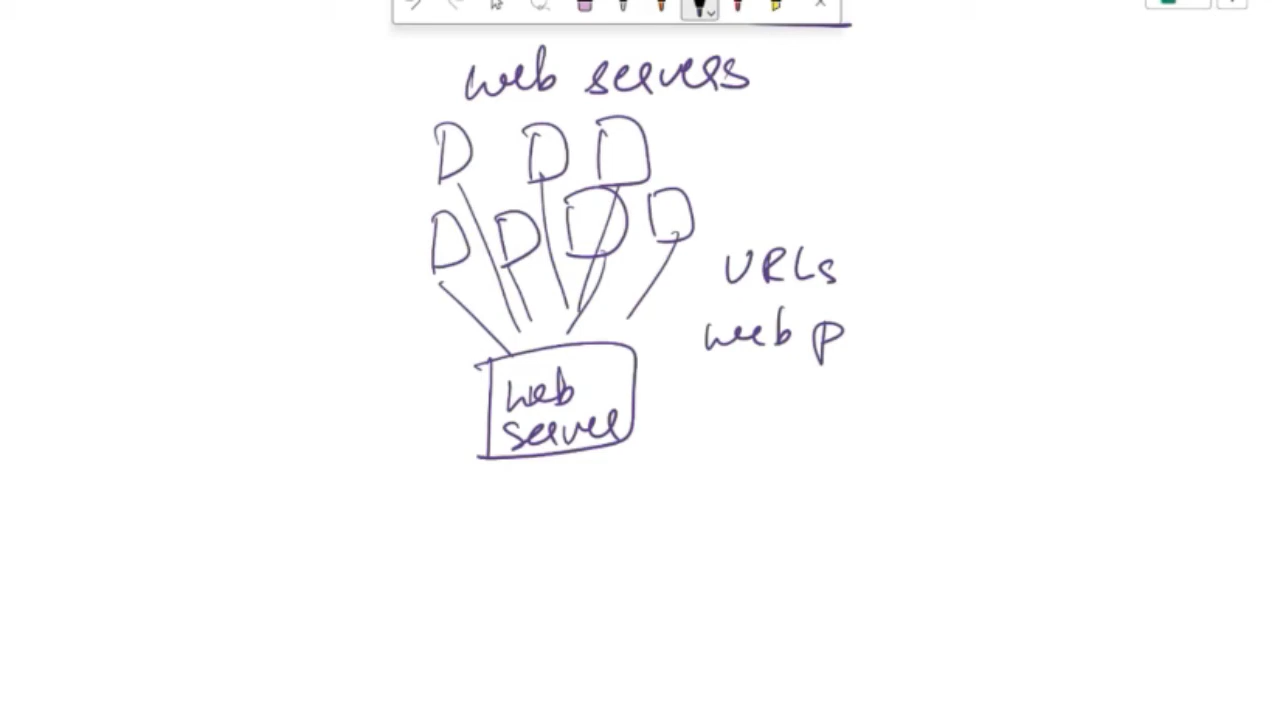 web servers
D D D
D D D D
URLs
web p
web
server